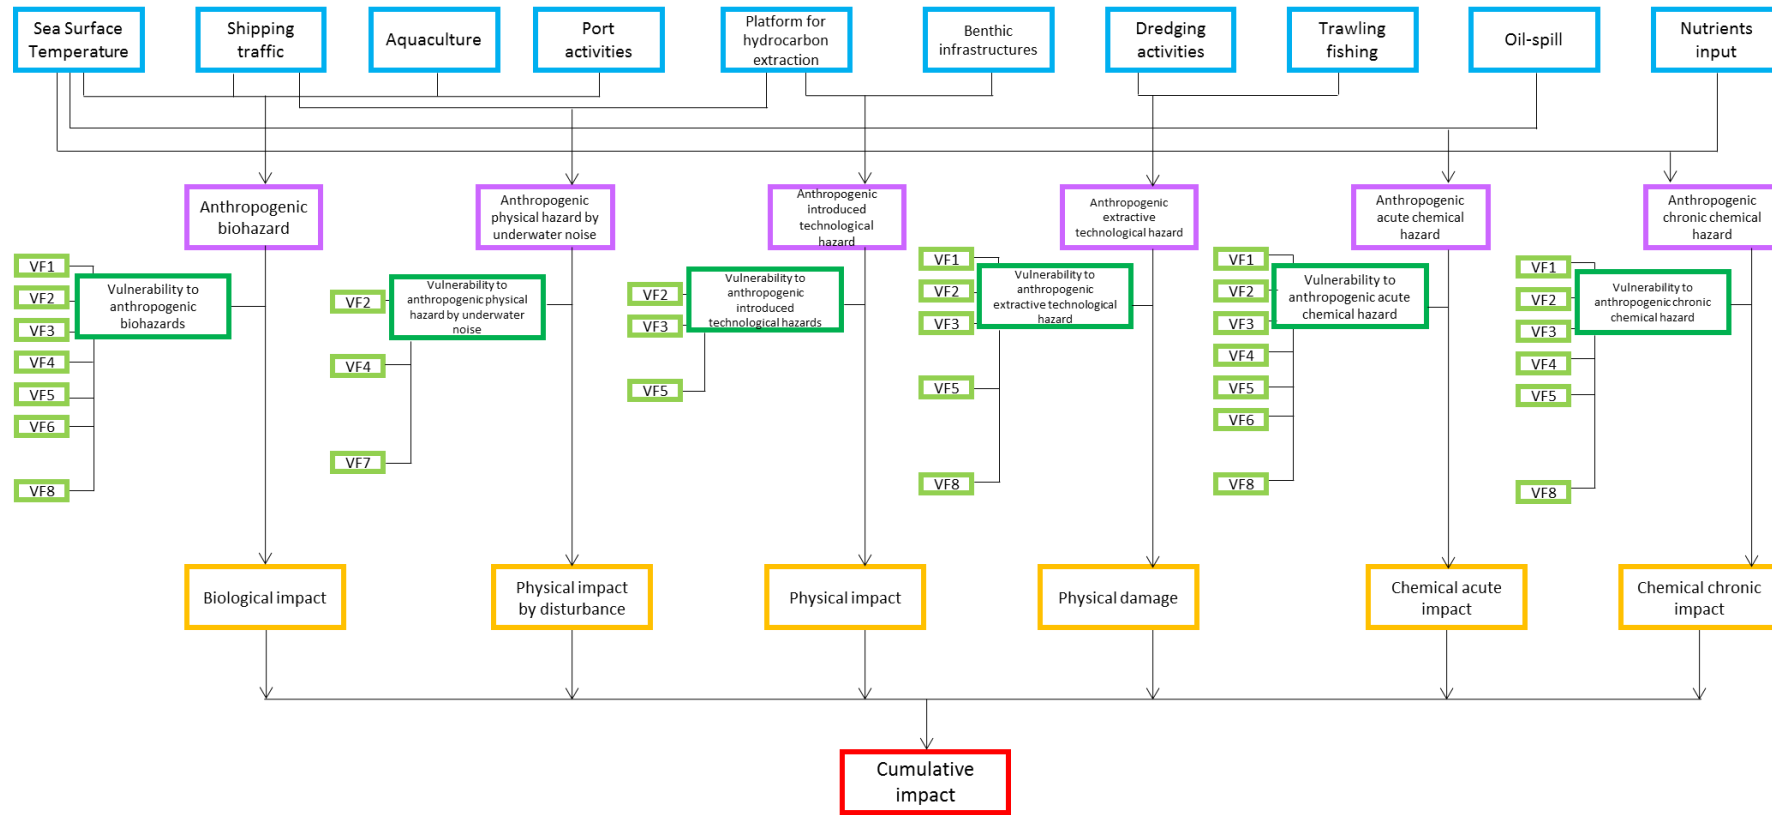 Sea Surface
Temperature
Shipping
traffic
Aquaculture
Port
activities
Platform for
hydrocarbon
extraction
Benthic
infrastructures
Dredging
activities
Trawling
fishing
Oil-spill
Nutrients
input
Anthropogenic
biohazard
Anthropogenic
physical hazard by
underwater noise
Anthropogenic
introduced
technological
hazard
Anthropogenic
extractive
technological hazard
Anthropogenic
acute chemical
hazard
Anthropogenic
chronic chemical
hazard
VF1
VF2
VF3
VF4
VF5
VF6
VF8
Vulnerability to
anthropogenic
biohazards
VF2
VF4
VF7
Vulnerability to
anthropogenic physical
hazard by underwater
noise
VF2
VF3
VF5
Vulnerability to
anthropogenic
introduced
technological hazards
VF1
VF2
VF3
VF5
VF8
Vulnerability to
anthropogenic
extractive technological
hazard
VF1
VF2
VF3
VF4
VF5
VF6
VF8
Vulnerability to
anthropogenic acute
chemical hazard
VF1
VF2
VF3
VF4
VF5
VF8
Vulnerability to
anthropogenic chronic
chemical hazard
Biological impact
Physical impact
by disturbance
Physical impact
Physical damage
Chemical acute
impact
Chemical chronic
impact
Cumulative
impact